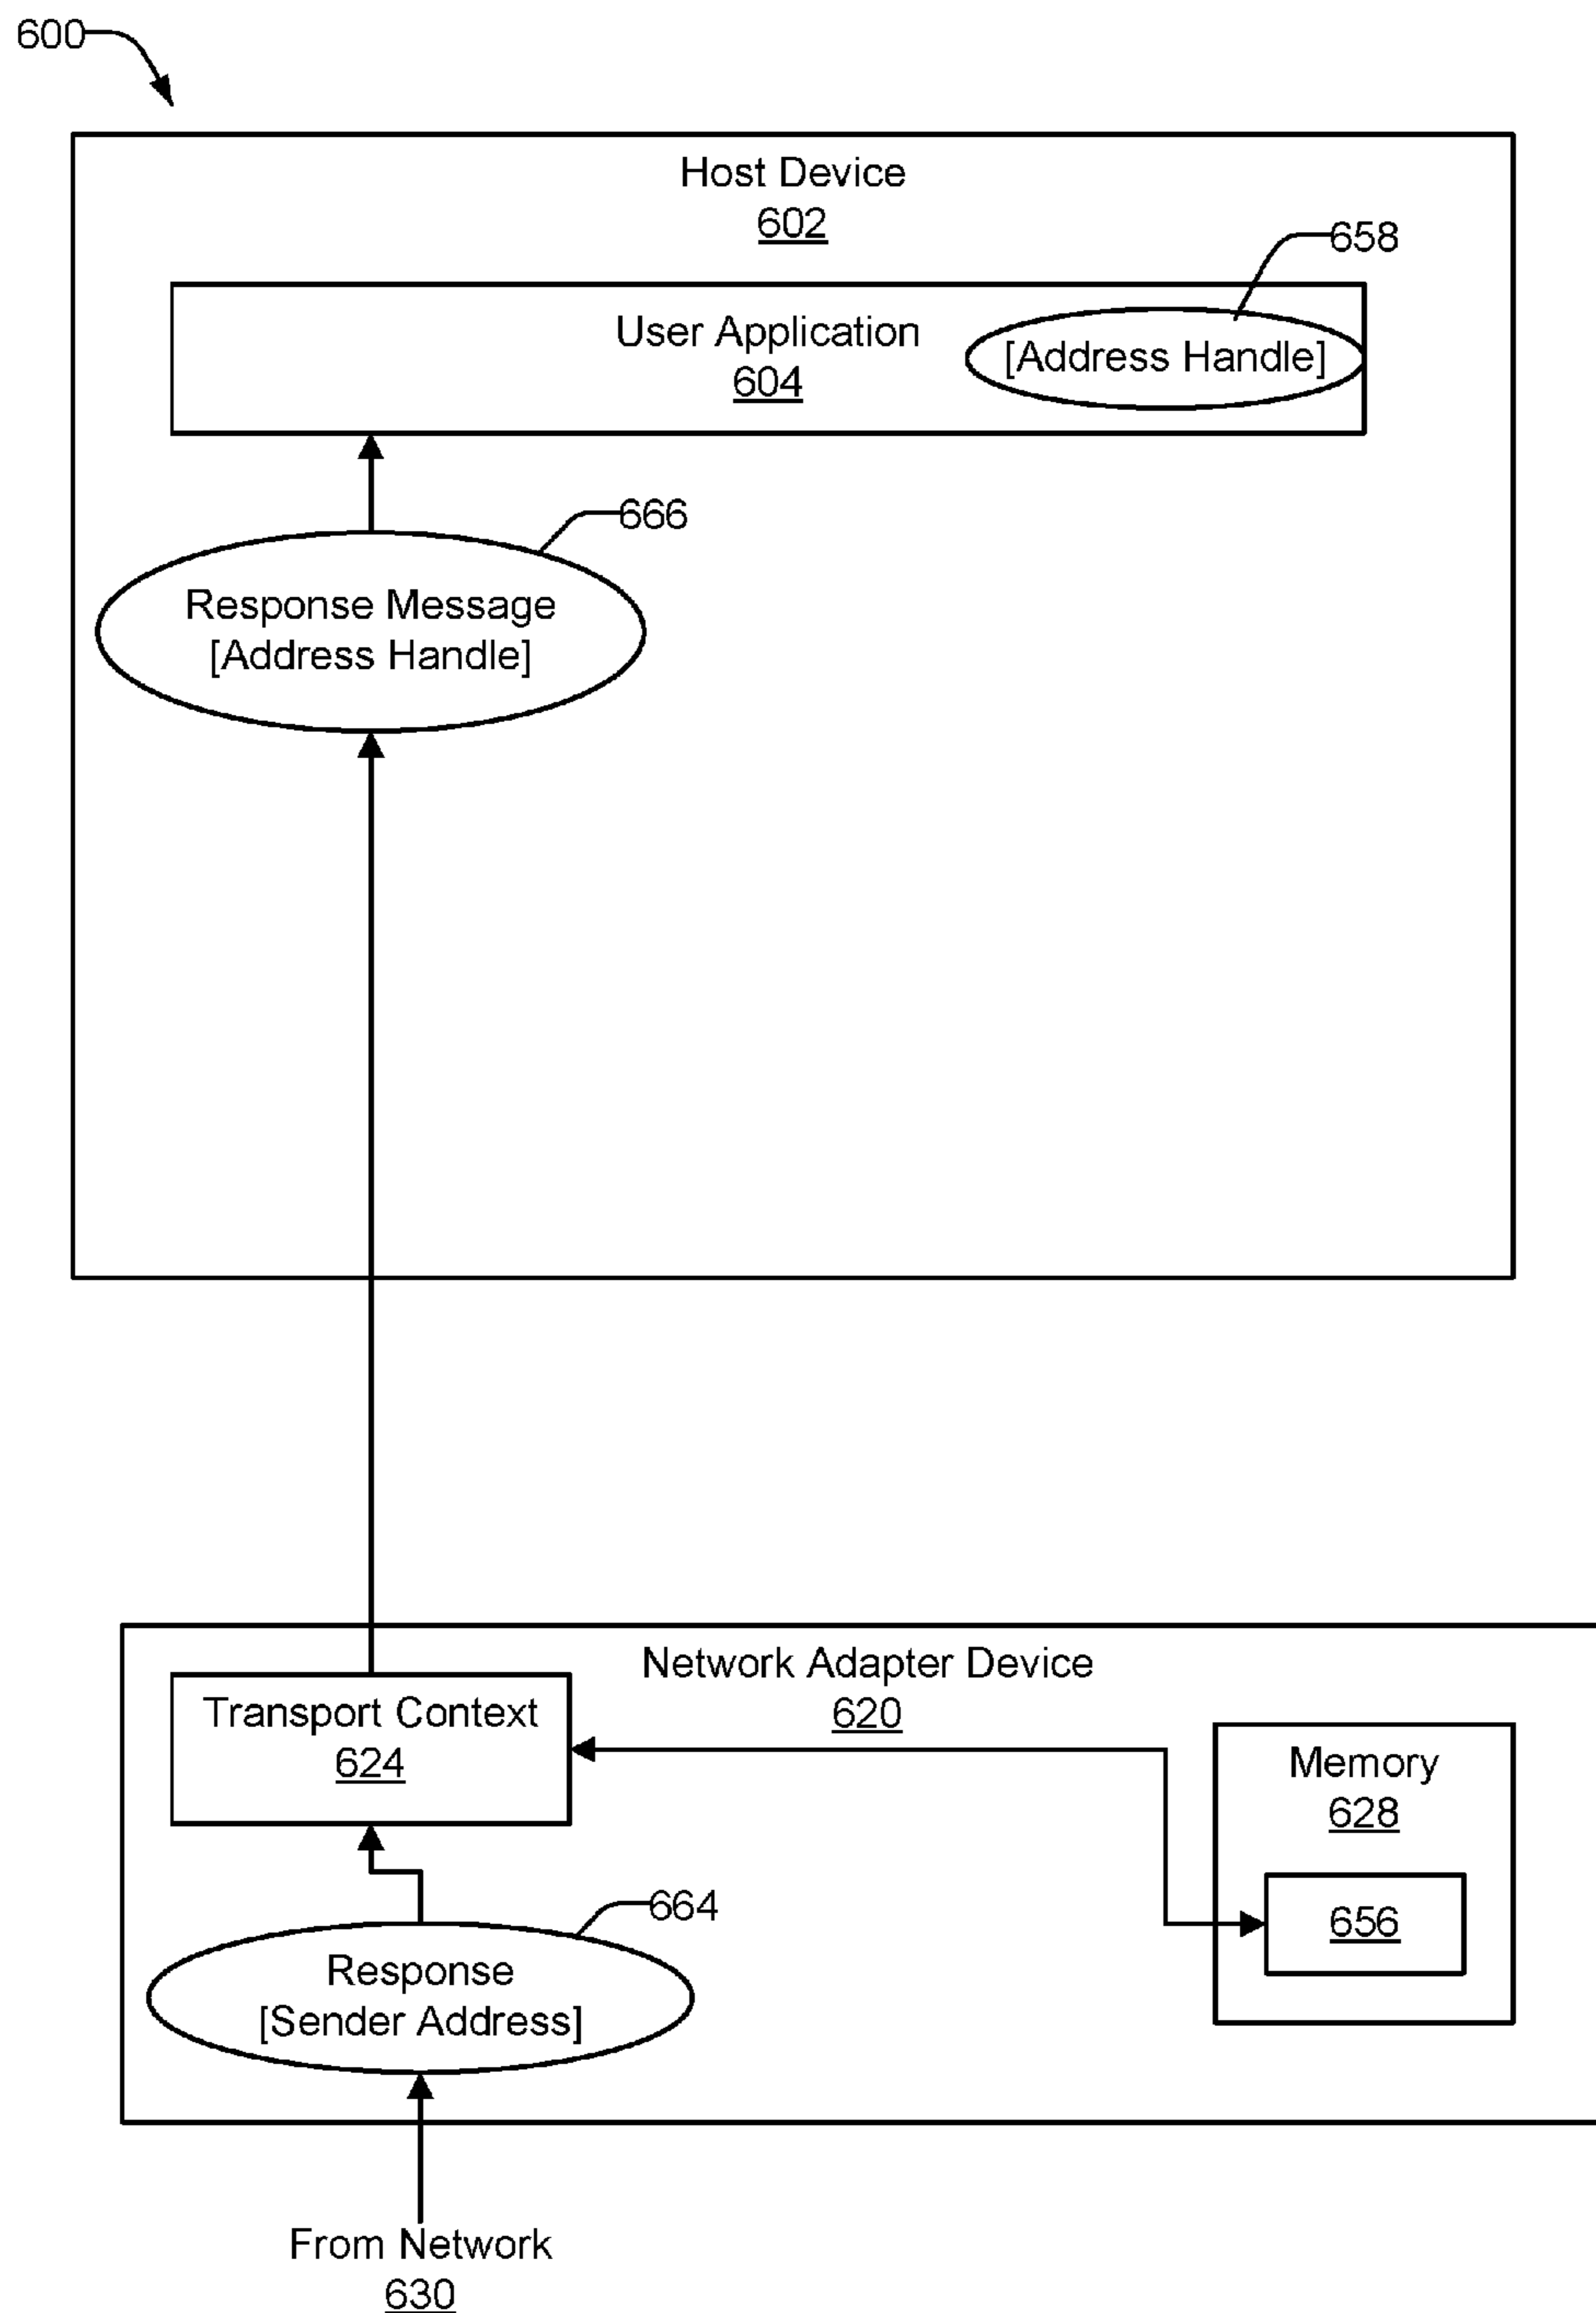 600
Host Device
602
658
User Application
604
[Address Handle]
666
Response Message
[Address Handle]
Network Adapter Device
620
Transport Context
624
Memory
628
656
664
Response
[Sender Address]
From Network
630